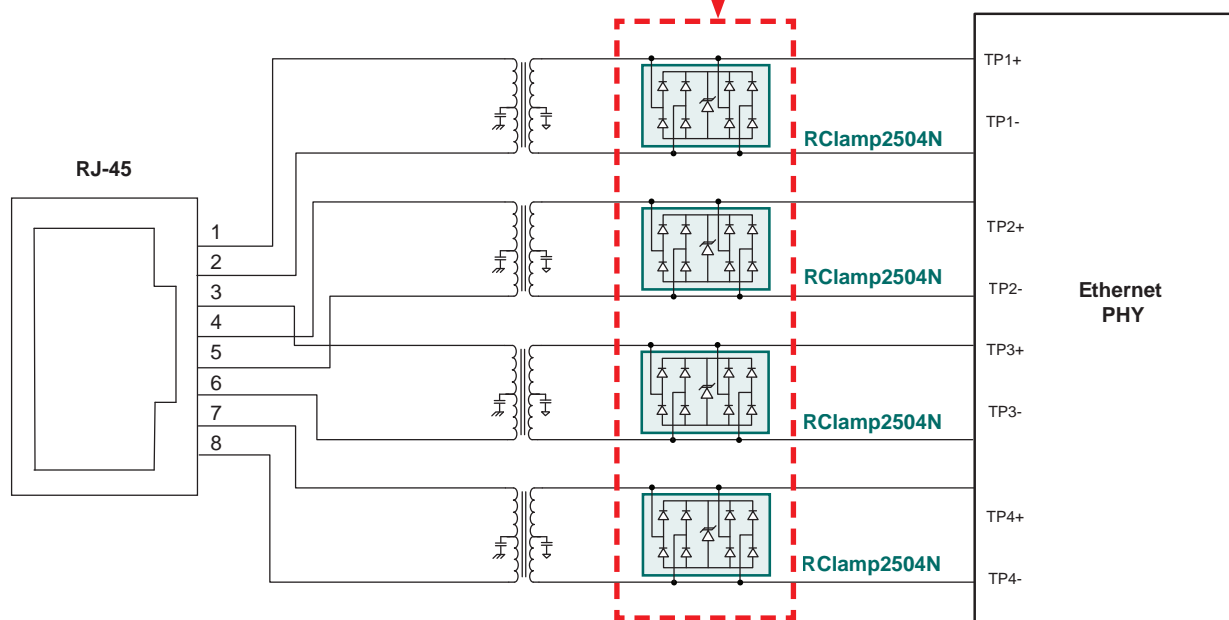 RJ-45
1
2
3
4
5
6
7
8
RClamp2504N
RClamp2504N
RClamp2504N
RClamp2504N
TP1+
TP1-
TP2+
TP2-
TP3+
TP3-
TP4+
TP4-
Ethernet
PHY